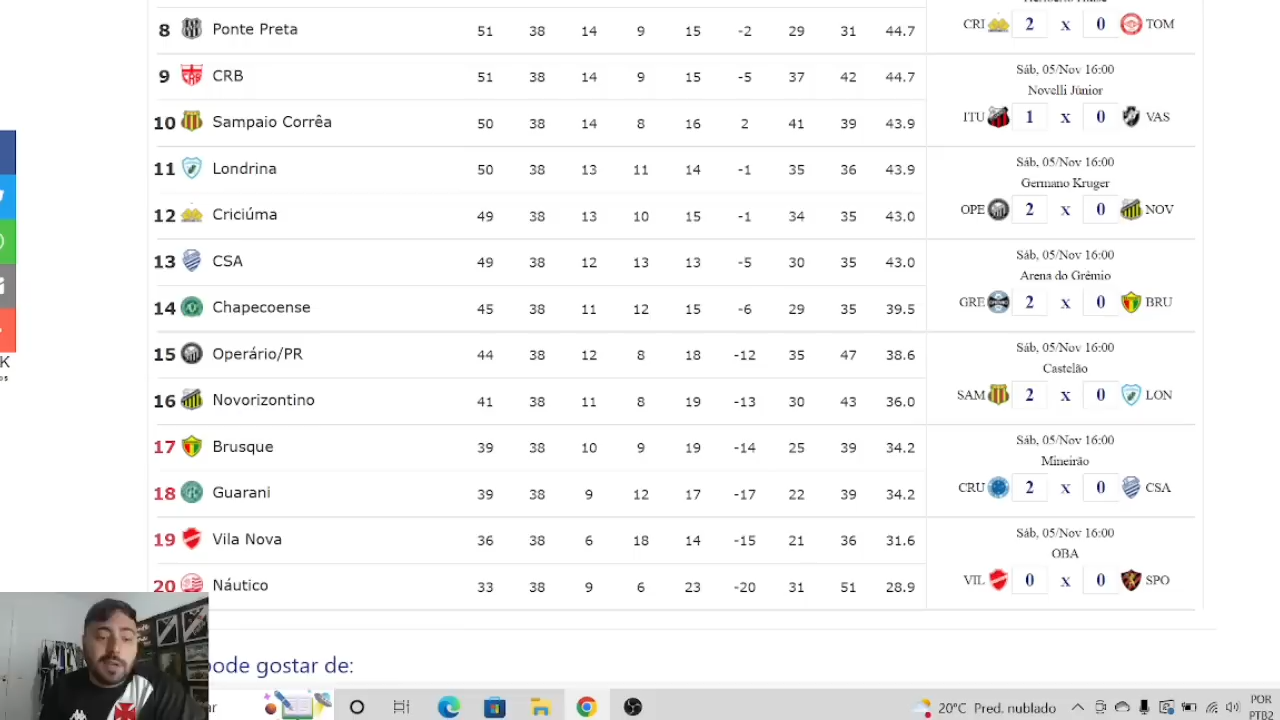 8 Ponte Preta 51 38 14 9 15 -2 29 31 44.7
9 CRB 51 38 14 9 15 -5 37 42 44.7
10 Sampaio Corrêa 50 38 14 8 16 2 41 39 43.9
11 Londrina 50 38 13 11 14 -1 35 36 43.9
12 Criciúma 49 38 13 10 15 -1 34 35 43.0
13 CSA 49 38 12 13 13 -5 30 35 43.0
14 Chapecoense 45 38 11 12 15 -6 29 35 39.5
15 Operário/PR 44 38 12 8 18 -12 35 47 38.6
16 Novorizontino 41 38 11 8 19 -13 30 43 36.0
17 Brusque 39 38 10 9 19 -14 25 39 34.2
18 Guarani 39 38 9 12 17 -17 22 39 34.2
19 Vila Nova 36 38 6 18 14 -15 21 36 31.6
20 Náutico 33 38 9 6 23 -20 31 51 28.9
CRI 2 x 0 TOM
Sáb, 05/Nov 16:00
Novelli Júnior
ITU 1 x 0 VAS
Sáb, 05/Nov 16:00
Germano Kruger
OPE 2 x 0 NOV
Sáb, 05/Nov 16:00
Arena do Grêmio
GRE 2 x 0 BRU
Sáb, 05/Nov 16:00
Castelão
SAM 2 x 0 LON
Sáb, 05/Nov 16:00
Mineirão
CRU 2 x 0 CSA
Sáb, 05/Nov 16:00
OBA
VIL 0 x 0 SPO
K
pode gostar de:
ar
20°C Pred. nublado
POR
PTB2